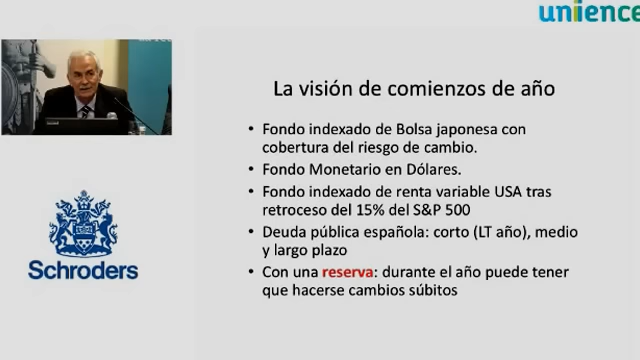 unience
La visión de comienzos de año
• Fondo indexado de Bolsa japonesa con
cobertura del riesgo de cambio.
• Fondo Monetario en Dólares.
• Fondo indexado de renta variable USA tras
retroceso del 15% del S&P 500
• Deuda pública española: corto (LT año), medio
y largo plazo
• Con una reserva: durante el año puede tener
que hacerse cambios súbitos
Schroders